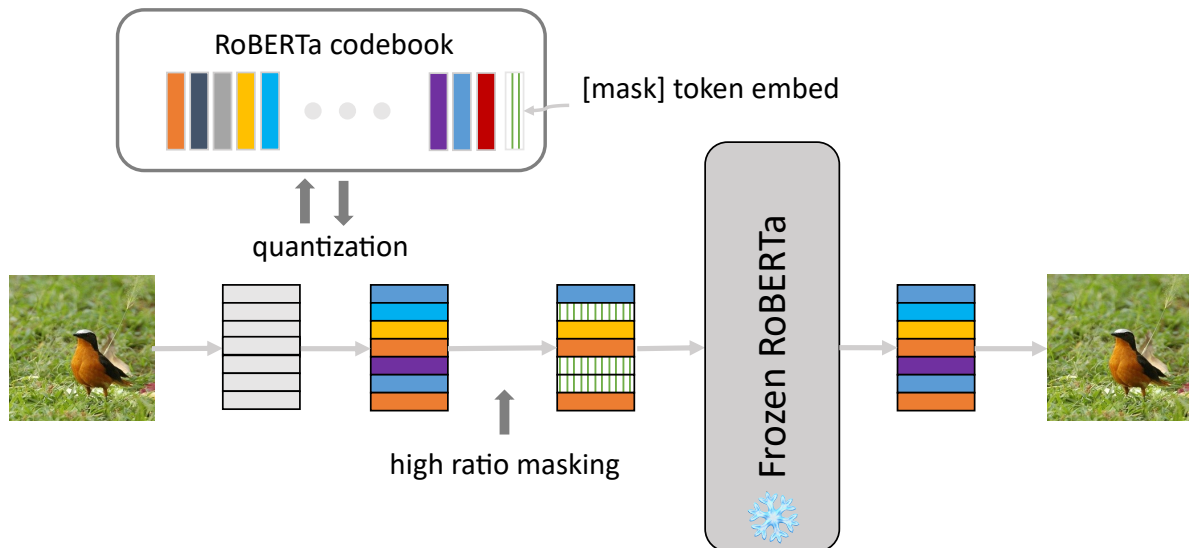 RoBERTa codebook
[mask] token embed
quantization
high ratio masking
Frozen RoBERTa